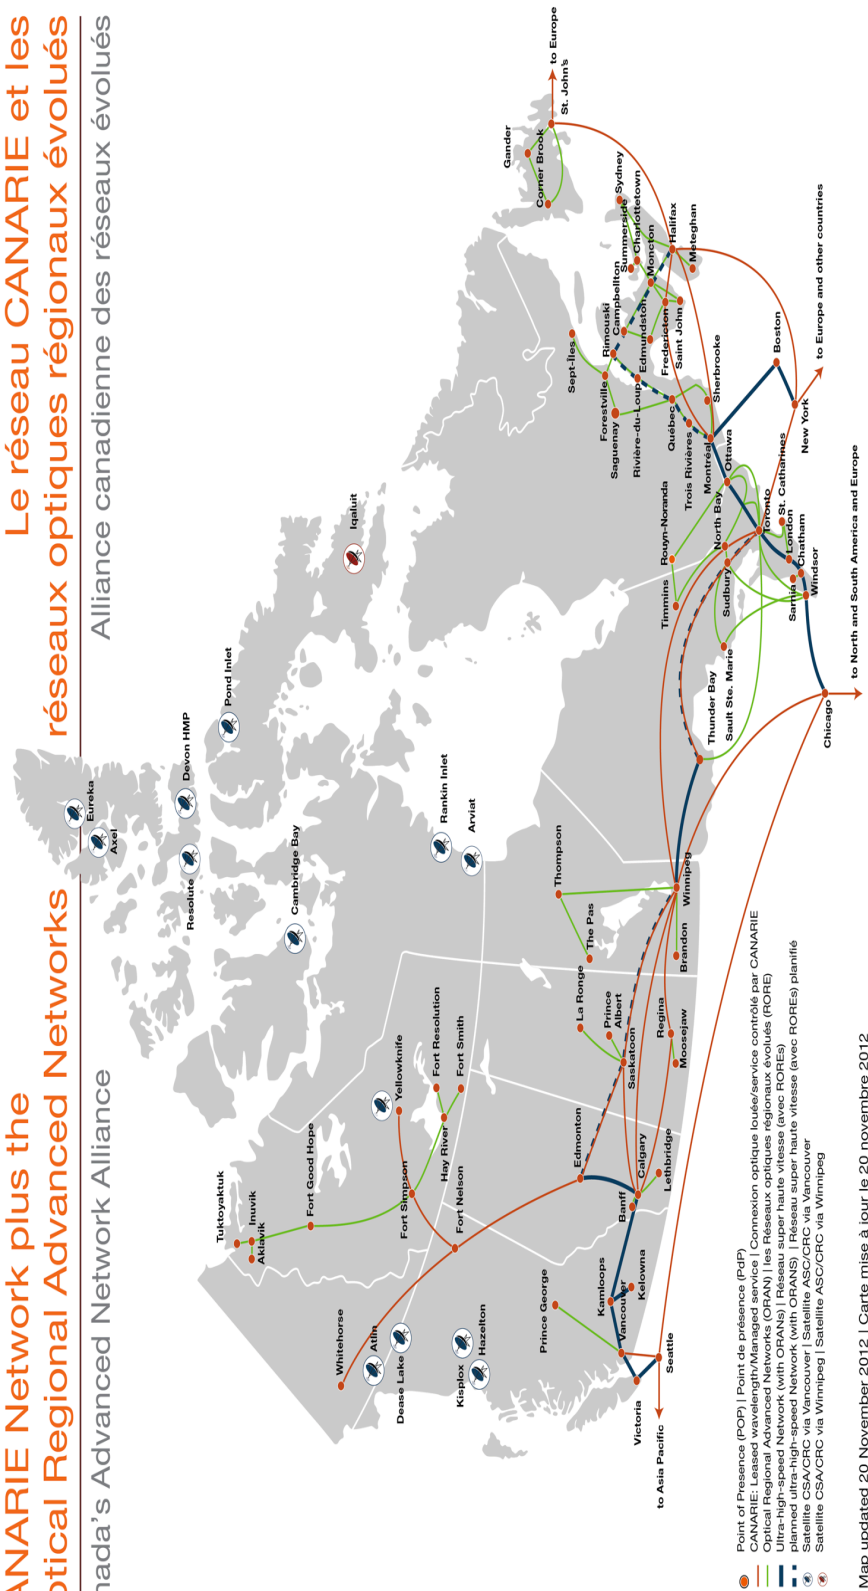 ANARIE Network plus the
ptical Regional Advanced Networks
nada's Advanced Network Alliance
Le réseau CANARIE et les
réseaux optiques régionaux évolués
Alliance canadienne des réseaux évolués
Eureka
Axel
Devon HMP
Resolute
Pond Inlet
Cambridge Bay
Iqaluit
Rankin Inlet
Arviat
Tuktoyaktuk
Inuvik
Aklavik
Fort Good Hope
Yellowknife
Fort Resolution
Fort Smith
Hay River
Fort Simpson
Fort Nelson
Whitehorse
Atlin
Dease Lake
Kisplox
Hazelton
Prince George
Kamloops
Vancouver
Kelowna
Victoria
Seattle
to Asia Pacific
Edmonton
Calgary
Banff
Lethbridge
La Ronge
Prince
Albert
Saskatoon
Regina
Moosejaw
Thompson
The Pas
Brandon
Winnipeg
Thunder Bay
Sault Ste. Marie
Timmins
Rouyn-Noranda
Sudbury
North Bay
Toronto
St. Catharines
London
Chatham
Sarnia
Windsor
Chicago
to North and South America and Europe
Ottawa
Montréal
Trois Rivières
Québec
Sherbrooke
Rivière-du-Loup
Saguenay
Forestville
Sept-Îles
Rimouski
Edmundston
Campbellton
Fredericton
Saint John
Moncton
Summerside
Charlottetown
Sydney
Halifax
Meteghan
Gander
Corner Brook
St. John's
to Europe
Boston
New York
to Europe and other countries
Point of Presence (POP) | Point de présence (PdP)
CANARIE: Leased wavelength/Managed service | Connexion optique louée/service contrôlé par CANARIE
Optical Regional Advanced Networks (ORAN) | les Réseaux optiques régionaux évolués (RORE)
Ultra-high-speed Network (with ORANs) | Réseau super haute vitesse (avec ROREs)
planned ultra-high-speed Network (with ORANS) | Réseau super haute vitesse (avec ROREs) planifié
Satellite CSA/CRC via Vancouver | Satellite ASC/CRC via Vancouver
Satellite CSA/CRC via Winnipeg | Satellite ASC/CRC via Winnipeg
Map updated 20 November 2012 | Carte mise à jour le 20 novembre 2012